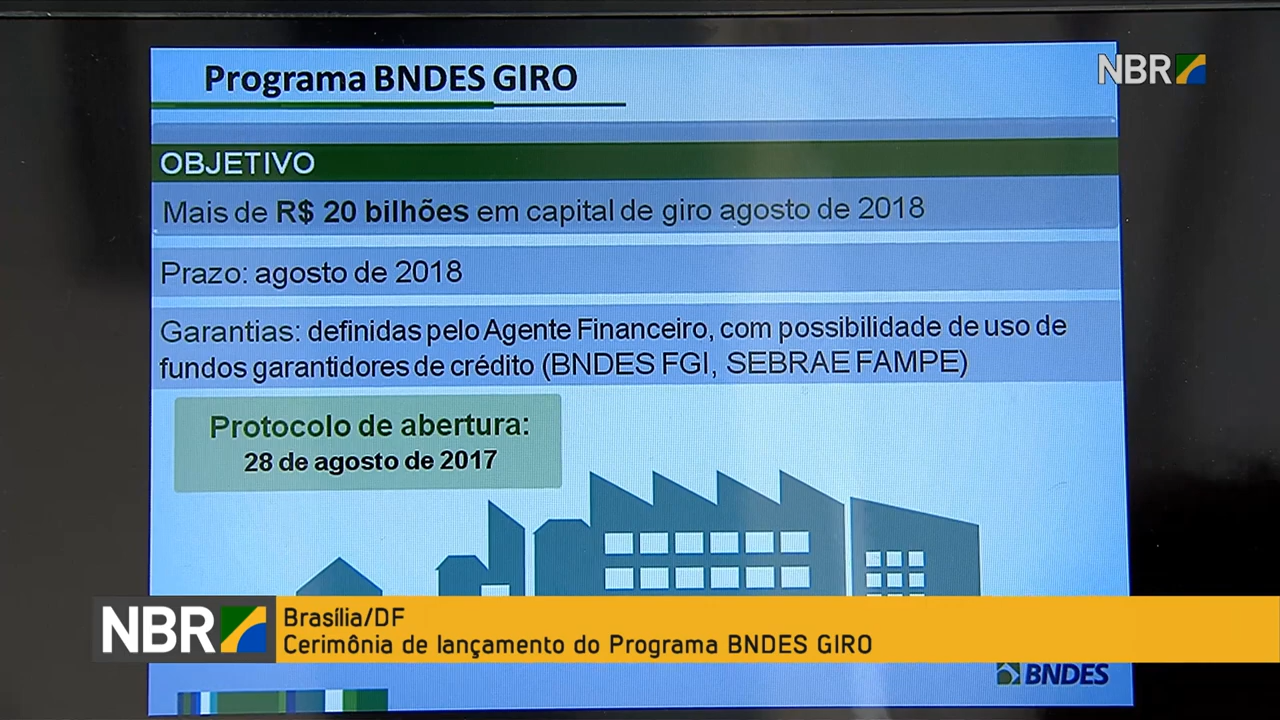 Programa BNDES GIRO
NBR
OBJETIVO
Mais de R$ 20 bilhões em capital de giro agosto de 2018
Prazo: agosto de 2018
Garantias: definidas pelo Agente Financeiro, com possibilidade de uso de
fundos garantidores de crédito (BNDES FGI, SEBRAE FAMPE)
Protocolo de abertura:
28 de agosto de 2017
NBR
Brasília/DF
Cerimônia de lançamento do Programa BNDES GIRO
BNDES